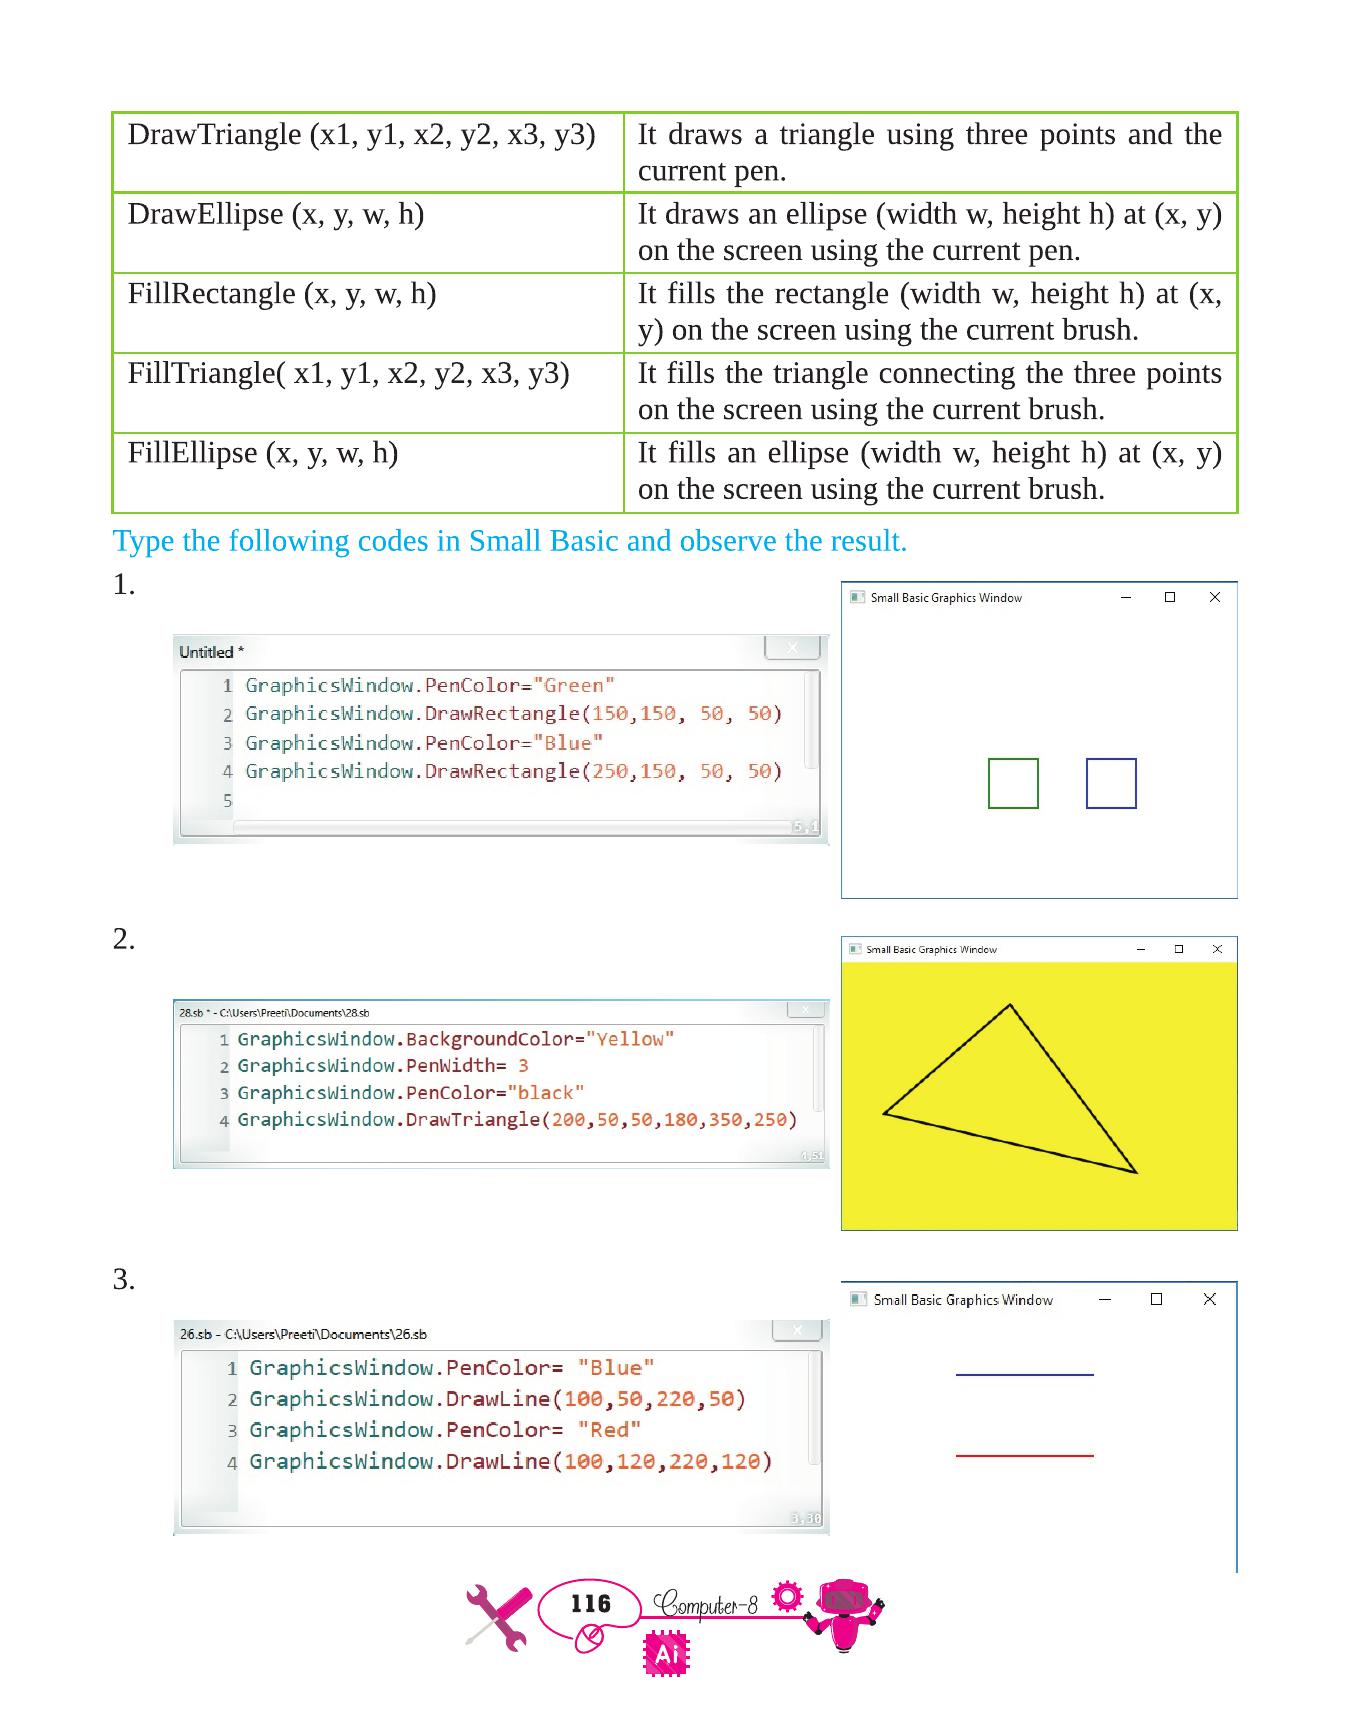 DrawTriangle (x1, y1, x2, y2, x3, y3)
It draws a triangle using three points and the
current pen.
DrawEllipse (x, y, w, h)
It draws an ellipse (width w, height h) at (x, y)
on the screen using the current pen.
FillRectangle (x, y, w, h)
It fills the rectangle (width w, height h) at (x,
y) on the screen using the current brush.
FillTriangle( x1, y1, x2, y2, x3, y3)
It fills the triangle connecting the three points
on the screen using the current brush.
FillEllipse (x, y, w, h)
It fills an ellipse (width w, height h) at (x, y)
on the screen using the current brush.
Type the following codes in Small Basic and observe the result.
1.
Untitled *
1 GraphicsWindow.PenColor="Green"
2 GraphicsWindow.DrawRectangle(150,150, 50, 50)
3 GraphicsWindow.PenColor="Blue"
4 GraphicsWindow.DrawRectangle(250,150, 50, 50)
5
5,1
Small Basic Graphics Window
2.
28.sb * - C:\Users\Preeti\Documents\28.sb
1 GraphicsWindow.BackgroundColor="Yellow"
2 GraphicsWindow.PenWidth= 3
3 GraphicsWindow.PenColor="black"
4 GraphicsWindow.DrawTriangle(200,50,50,180,350,250)
4,51
Small Basic Graphics Window
3.
26.sb - C:\Users\Preeti\Documents\26.sb
1 GraphicsWindow.PenColor= "Blue"
2 GraphicsWindow.DrawLine(100,50,220,50)
3 GraphicsWindow.PenColor= "Red"
4 GraphicsWindow.DrawLine(100,120,220,120)
3,30
Small Basic Graphics Window
116
Computer-8
Ai